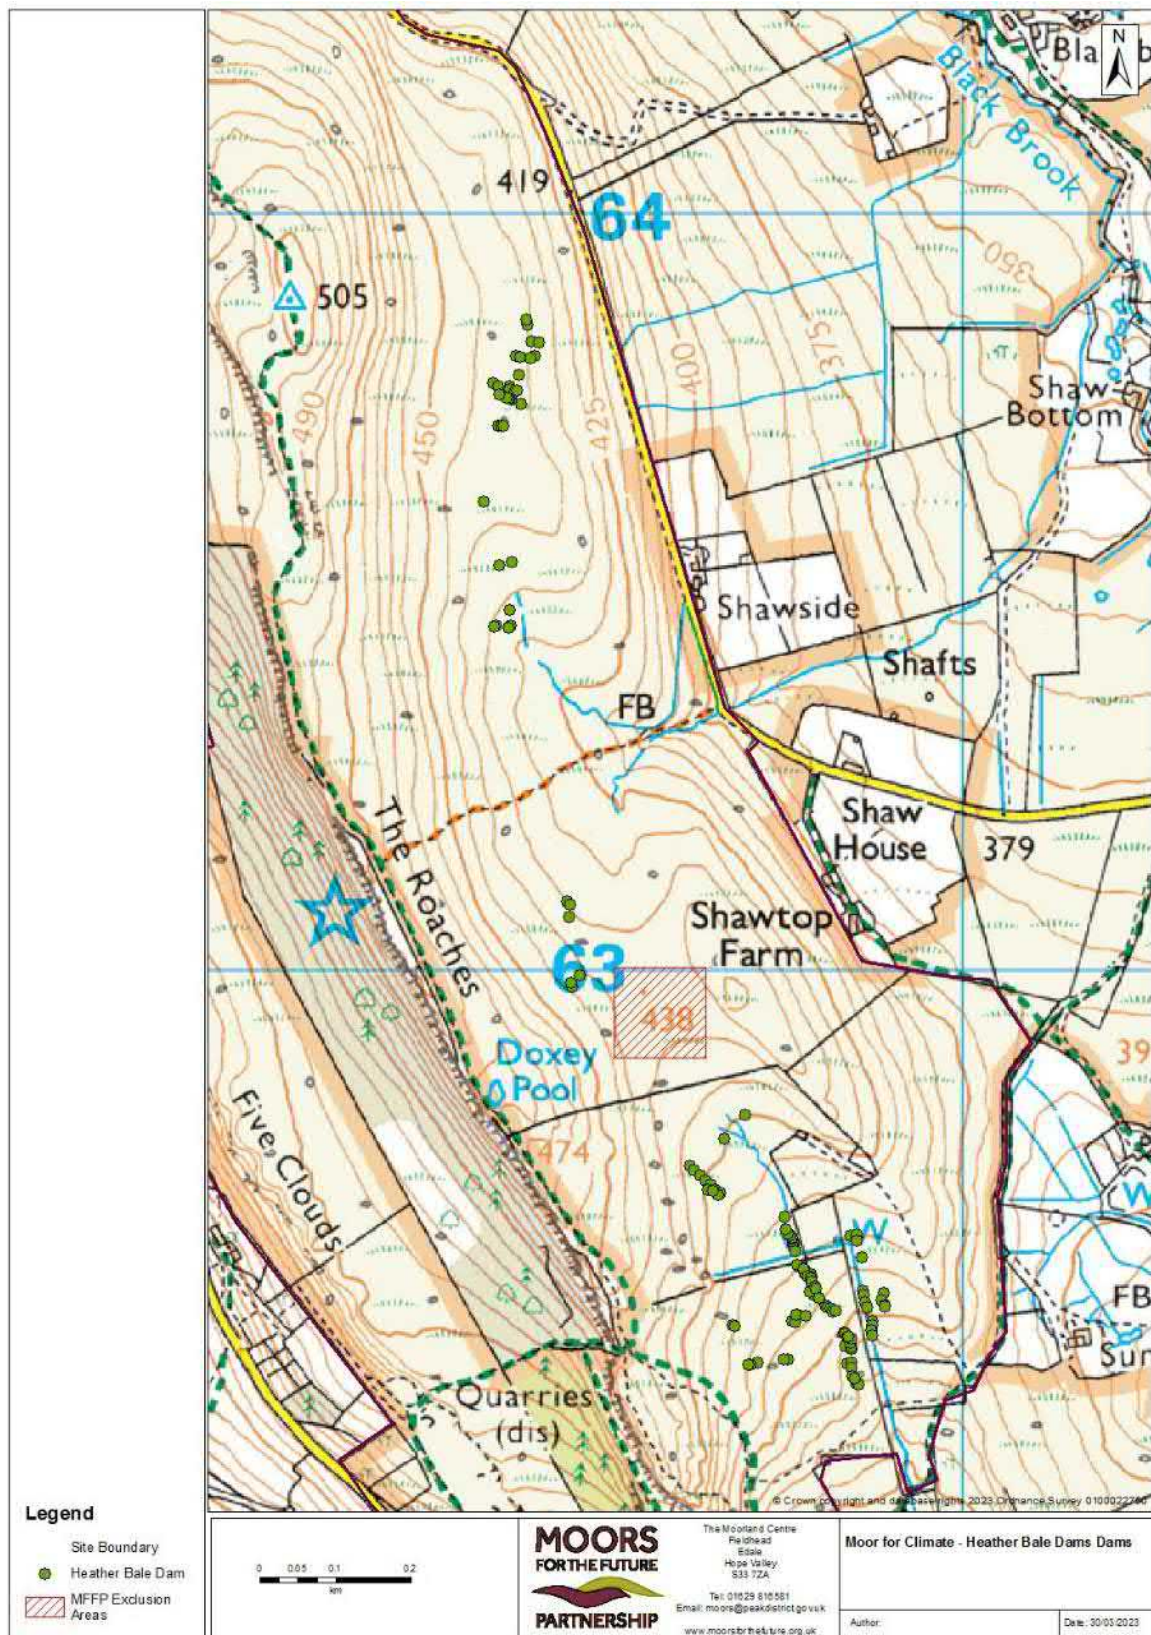 N
Black Brook
419
64
505
350
375
400
425
450
490
Shaw
Bottom
Shawside
Shafts
FB
The Roaches
Shaw
House
379
Shawtop
Farm
63
438
Doxey
Pool
474
Five Clouds
W
W
FB
Quarries
(dis)
© Crown copyright and database rights 2023 Ordnance Survey
Legend
Site Boundary
Heather Bale Dam
MFFP Exclusion
Areas
0 0.05 0.1 0.2
km
MOORS
FOR THE FUTURE
PARTNERSHIP
The Moorland Centre
Fieldhead
Edale
Hope Valley
S33 7ZA
Tel: 01629 816581
Email: moors@peakdistrict.gov.uk
www.moorsforthefuture.org.uk
Moor for Climate - Heather Bale Dams Dams
Author:
Date: 30/03/2023